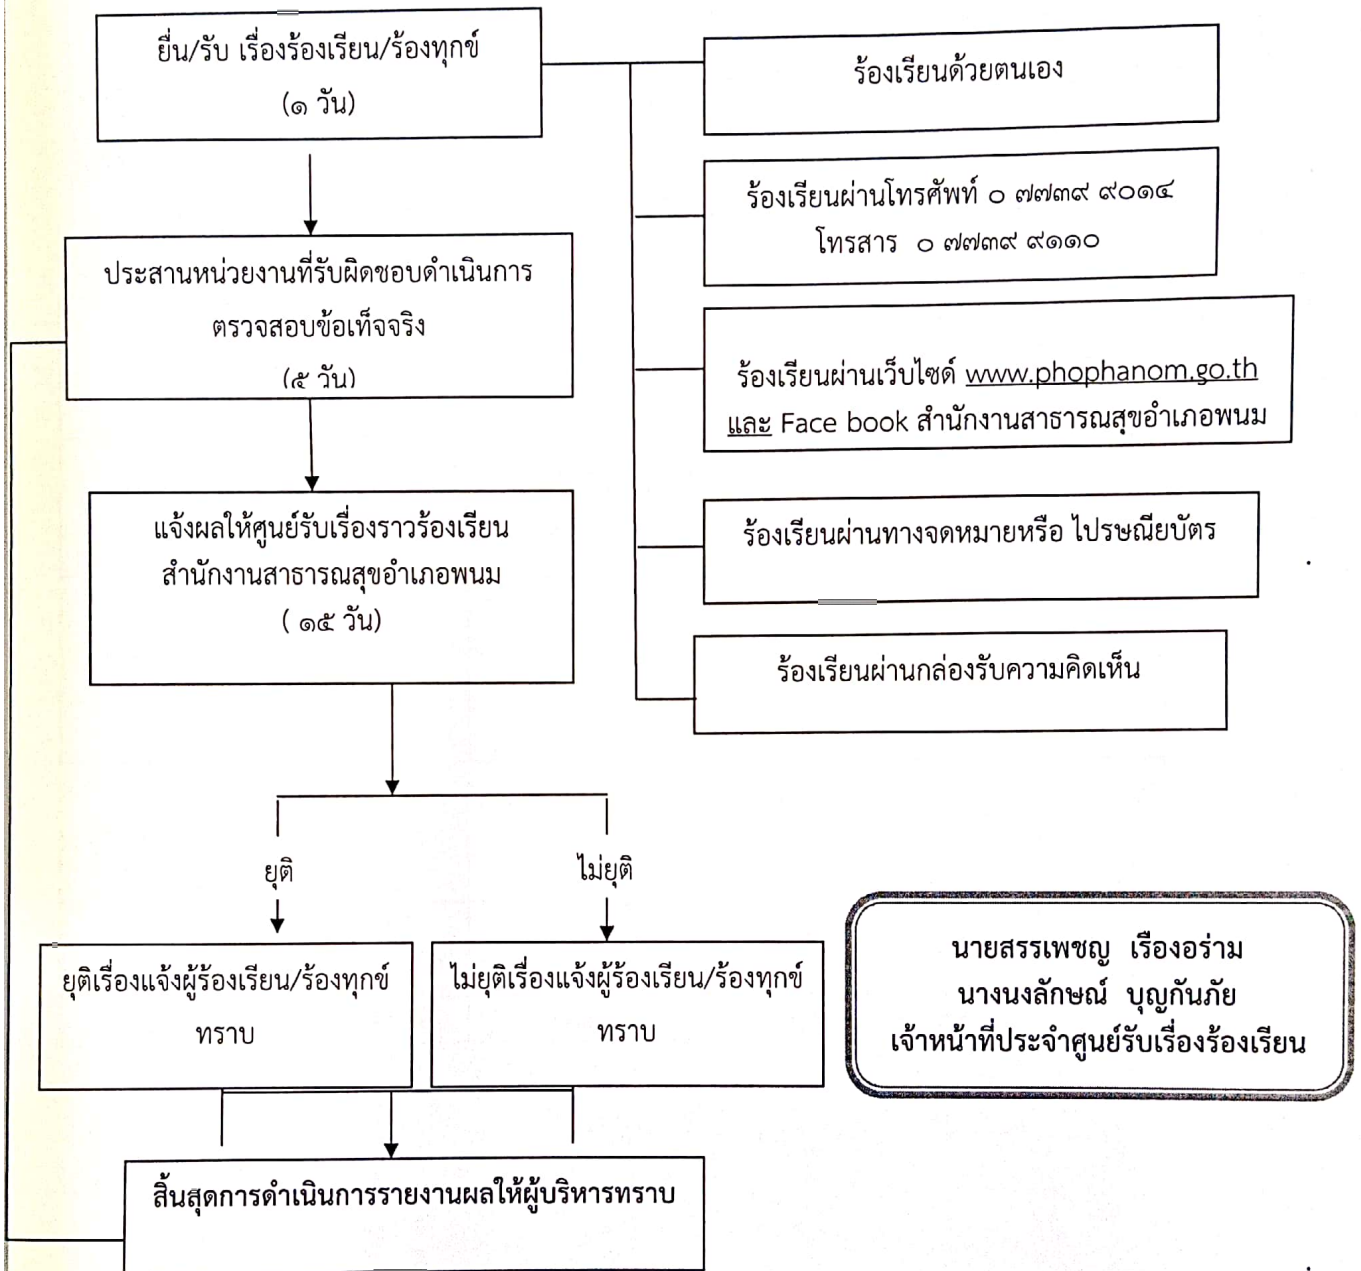 ยื่น/รับ เรื่องร้องเรียน/ร้องทุกข์
(๑ วัน)
ร้องเรียนด้วยตนเอง
ร้องเรียนผ่านโทรศัพท์ ๐ ๗๗๓๙ ๙๐๑๔
โทรสาร ๐ ๗๗๓๙ ๙๑๑๐
ประสานหน่วยงานที่รับผิดชอบดำเนินการ
ตรวจสอบข้อเท็จจริง
(๕ วัน)
ร้องเรียนผ่านเว็บไซด์ www.phophanom.go.th
และ Face book สำนักงานสาธารณสุขอำเภอพนม
แจ้งผลให้ศูนย์รับเรื่องราวร้องเรียน
สำนักงานสาธารณสุขอำเภอพนม
( ๑๕ วัน)
ร้องเรียนผ่านทางจดหมายหรือ ไปรษณียบัตร
ร้องเรียนผ่านกล่องรับความคิดเห็น
ยุติ
ไม่ยุติ
ยุติเรื่องแจ้งผู้ร้องเรียน/ร้องทุกข์
ทราบ
ไม่ยุติเรื่องแจ้งผู้ร้องเรียน/ร้องทุกข์
ทราบ
นายสรรเพชญ เรืองอร่าม
นางนงลักษณ์ บุญกันภัย
เจ้าหน้าที่ประจำศูนย์รับเรื่องร้องเรียน
สิ้นสุดการดำเนินการรายงานผลให้ผู้บริหารทราบ